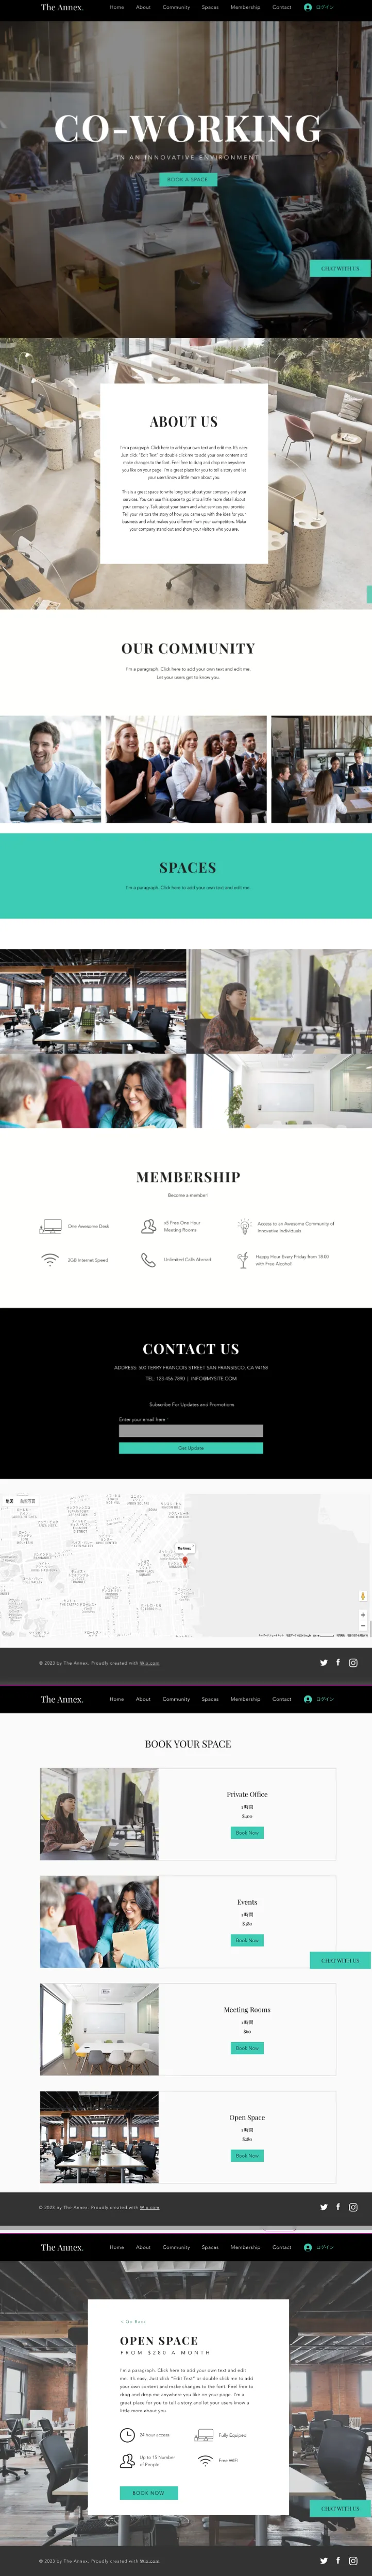 The Annex.
Home About Community Spaces Membership Contact ログイン
CO-WORKING
IN AN INNOVATIVE ENVIRONMENT
BOOK A SPACE
CHAT WITH US
ABOUT US
I'm a paragraph. Click here to add your own text and edit me. It's easy.
Just click "Edit Text" or double click me to add your own content and
make changes to the font. Feel free to drag and drop me anywhere
you like on your page. I'm a great place for you to tell a story and let
your users know a little more about you.
This is a great space to write long text about your company and your
services. You can use this space to go into a little more detail about
your company. Talk about your team and what services you provide.
Tell your visitors the story of how you came up with the idea for your
business and what makes you different from your competitors. Make
your company stand out and show your visitors who you are.
OUR COMMUNITY
I'm a paragraph. Click here to add your own text and edit me.
Let your users get to know you.
SPACES
I'm a paragraph. Click here to add your own text and edit me.
MEMBERSHIP
Become a member!
One Awesome Desk
x5 Free One Hour
Meeting Rooms
Access to an Awesome Community of
Innovative Individuals
2GB Internet Speed
Unlimited Calls Abroad
Happy Hour Every Friday from 18:00
with Free Alcohol!
CONTACT US
ADDRESS: 500 TERRY FRANCOIS STREET SAN FRANSISCO, CA 94158
TEL: 123-456-7890 | INFO@MYSITE.COM
Subscribe For Updates and Promotions
Enter your email here
Get Update
地図 航空写真
The Annex
Google
© 2023 by The Annex. Proudly created with Wix.com
The Annex.
Home About Community Spaces Membership Contact ログイン
BOOK YOUR SPACE
Private Office
1 時間
Book Now
Events
1 時間
Book Now
CHAT WITH US
Meeting Rooms
1 時間
Book Now
Open Space
1 時間
Book Now
© 2023 by The Annex. Proudly created with Wix.com
The Annex.
Home About Community Spaces Membership Contact ログイン
< Go Back
OPEN SPACE
FROM $280 A MONTH
I'm a paragraph. Click here to add your own text and edit
me. It's easy. Just click "Edit Text" or double click me to add
your own content and make changes to the font. Feel free to
drag and drop me anywhere you like on your page. I'm a
great place for you to tell a story and let your users know a
little more about you.
24 hour access
Fully Equipped
Up to 15 Number
of People
Free WiFi
BOOK NOW
CHAT WITH US
© 2023 by The Annex. Proudly created with Wix.com